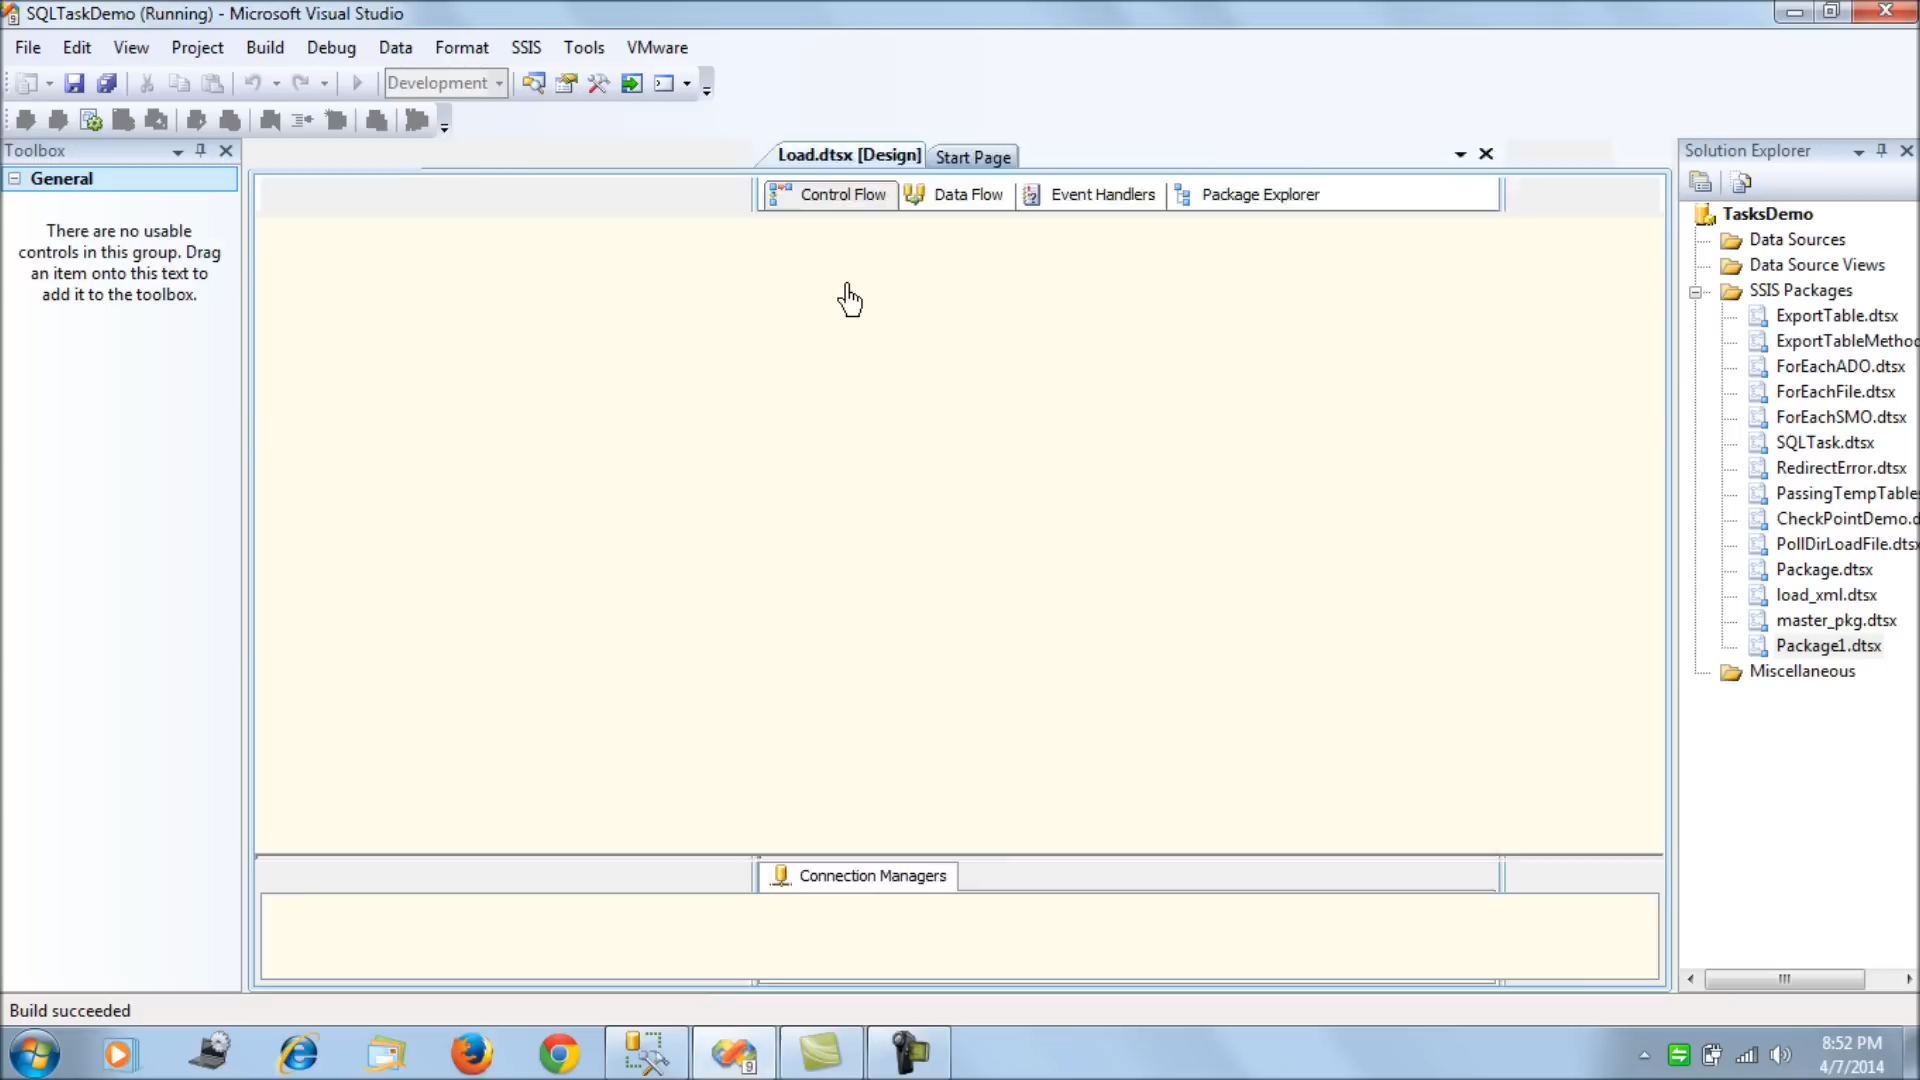 SQLTaskDemo (Running) - Microsoft Visual Studio
File Edit View Project Build Debug Data Format SSIS Tools VMware
Development
Toolbox
General
There are no usable
controls in this group. Drag
an item onto this text to
add it to the toolbox.
Load.dtsx [Design] Start Page
Control Flow Data Flow Event Handlers Package Explorer
Connection Managers
Solution Explorer
TasksDemo
Data Sources
Data Source Views
SSIS Packages
ExportTable.dtsx
ExportTableMethod
ForEachADO.dtsx
ForEachFile.dtsx
ForEachSMO.dtsx
SQLTask.dtsx
RedirectError.dtsx
PassingTempTable
CheckPointDemo.d
PollDirLoadFile.dtsx
Package.dtsx
load_xml.dtsx
master_pkg.dtsx
Package1.dtsx
Miscellaneous
Build succeeded
9
8:52 PM
4/7/2014